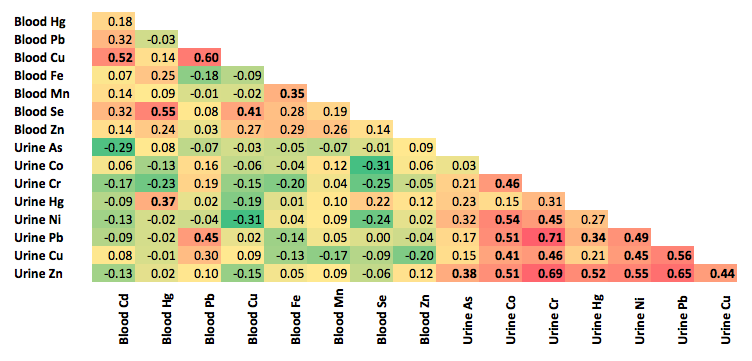 Blood Hg 0.18
Blood Pb 0.32 -0.03
Blood Cu 0.52 0.14 0.60
Blood Fe 0.07 0.25 -0.18 -0.09
Blood Mn 0.14 0.09 -0.01 -0.02 0.35
Blood Se 0.32 0.55 0.08 0.41 0.28 0.19
Blood Zn 0.14 0.24 0.03 0.27 0.29 0.26 0.14
Urine As -0.29 0.08 -0.07 -0.03 -0.05 -0.07 -0.01 0.09
Urine Co 0.06 -0.13 0.16 -0.06 -0.04 0.12 -0.31 0.06 0.03
Urine Cr -0.17 -0.23 0.19 -0.15 -0.20 0.04 -0.25 -0.05 0.21 0.46
Urine Hg -0.09 0.37 0.02 -0.19 0.01 0.10 0.22 0.12 0.23 0.15 0.31
Urine Ni -0.13 -0.02 -0.04 -0.31 0.04 0.09 -0.24 0.02 0.32 0.54 0.45 0.27
Urine Pb -0.09 -0.02 0.45 0.02 -0.14 0.05 0.00 -0.04 0.17 0.51 0.71 0.34 0.49
Urine Cu 0.08 -0.01 0.30 0.09 -0.13 -0.17 -0.09 -0.20 0.15 0.41 0.46 0.21 0.45 0.56
Urine Zn -0.13 0.02 0.10 -0.15 0.05 0.09 -0.06 0.12 0.38 0.51 0.69 0.52 0.55 0.65 0.44
Blood Cd Blood Hg Blood Pb Blood Cu Blood Fe Blood Mn Blood Se Blood Zn Urine As Urine Co Urine Cr Urine Hg Urine Ni Urine Pb Urine Cu